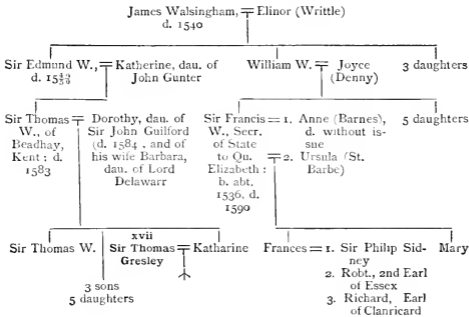 James Walsingham, Elinor (Writtle)
d. 1540
Sir Edmund W., Katherine, dau. of William W. Joyce 3 daughters
John Gunter (Denny)
Sir Thomas Dorothy, dau. of Sir Francis = 1. Anne (Barnes), 5 daughters
W., of Sir John Guilford W., Secr. d. without is-
Beadhay, (d. 1584, and of of State sue
Kent: d. his wife Barbara, to Qu. 2. Ursula (St.
1583 dau. of Lord Elizabeth: Barbe)
Delawarr b. abt.
1536, d.
1590
xvii
Sir Thomas W. Sir Thomas Katharine Frances = 1. Sir Philip Sid- Mary
Gresley ney
3 sons 2. Robt., 2nd Earl
5 daughters of Essex
3. Richard, Earl
of Clanricard